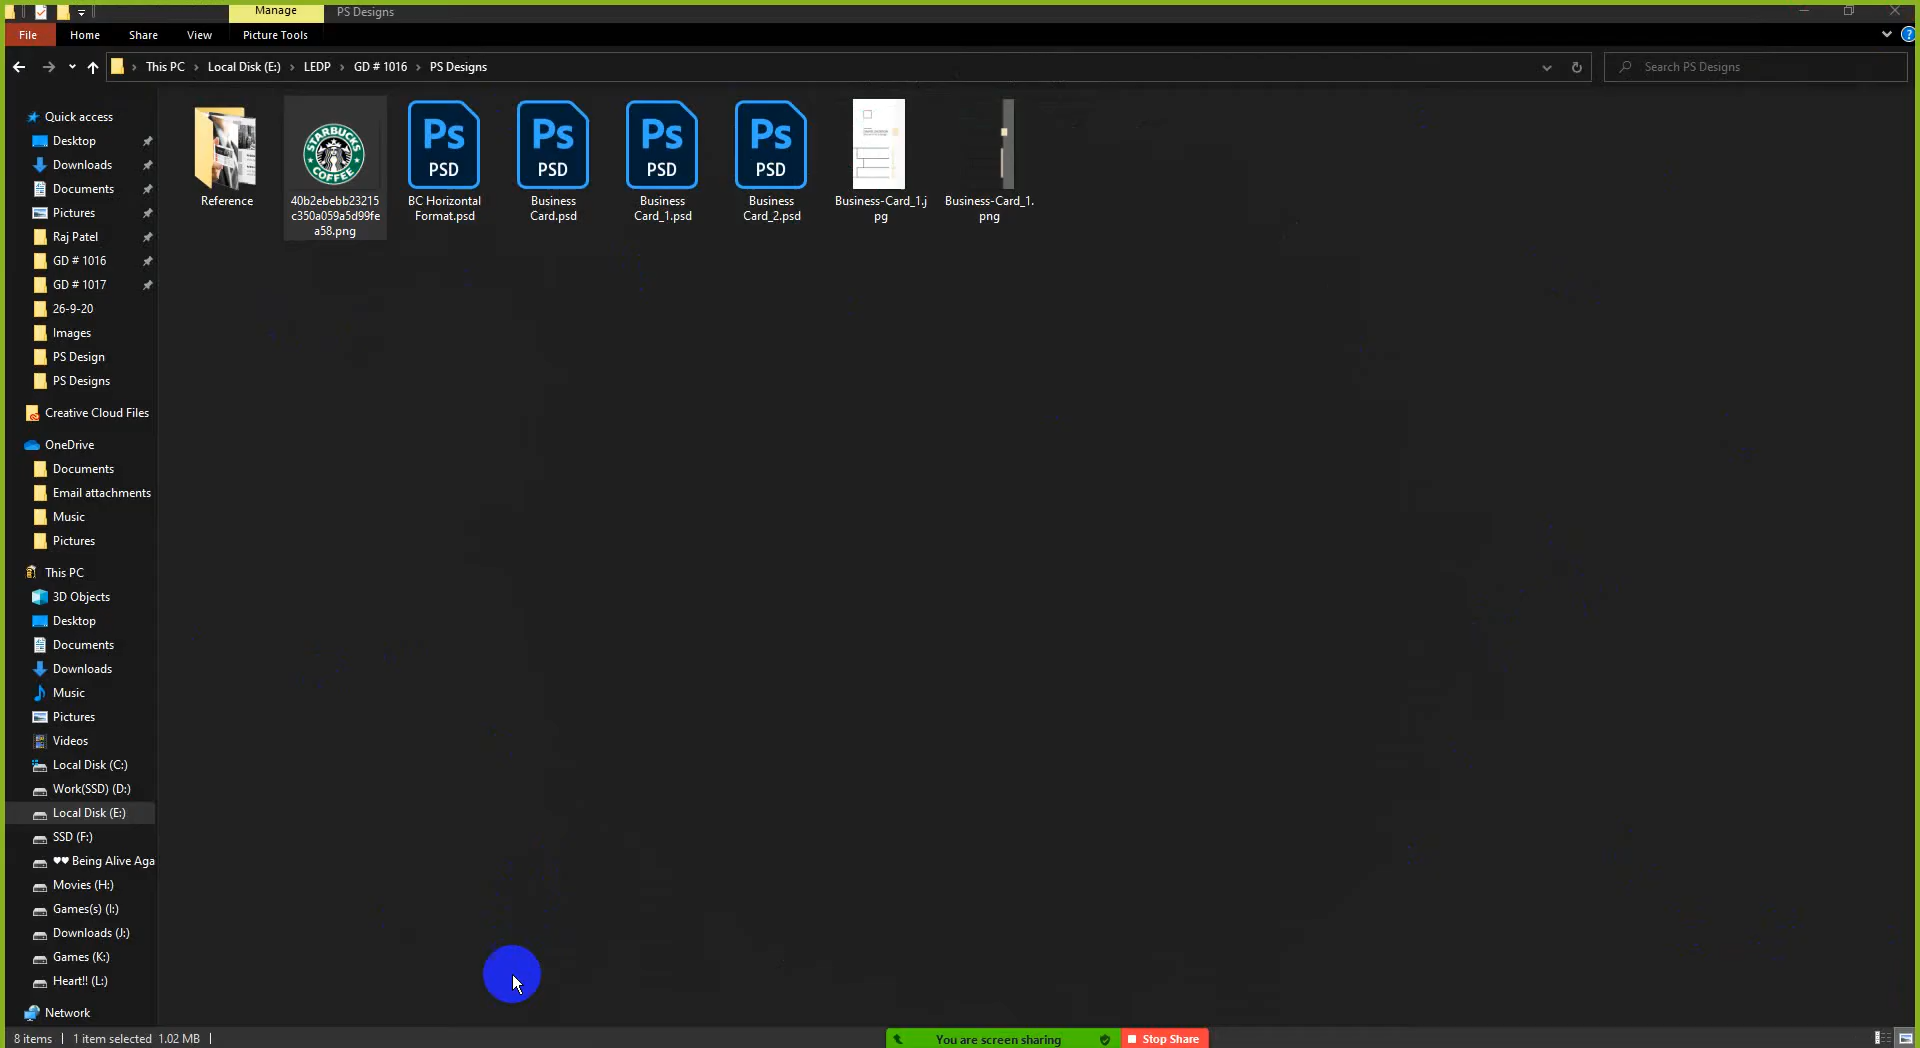 Manage
PS Designs
File
Home
Share
View
Picture Tools
This PC
Local Disk (E:)
LEDP
GD # 1016
PS Designs
Search PS Designs
Quick access
Desktop
Downloads
Documents
Pictures
Raj Patel
GD # 1016
GD # 1017
26-9-20
Images
PS Design
PS Designs
Creative Cloud Files
OneDrive
Documents
Email attachments
Music
Pictures
This PC
3D Objects
Desktop
Documents
Downloads
Music
Pictures
Videos
Local Disk (C:)
Work(SSD) (D:)
Local Disk (E:)
SSD (F:)
♥♥ Being Alive Aga
Movies (H:)
Games(s) (I:)
Downloads (J:)
Games (K:)
Heart!! (L:)
Network
Reference
STARBUCKS
COFFEE
40b2ebebb23215
c350a059a5d99fe
a58.png
Ps
PSD
BC Horizontal
Format.psd
Ps
PSD
Business
Card.psd
Ps
PSD
Business
Card_1.psd
Ps
PSD
Business
Card_2.psd
Business-Card_1.j
pg
Business-Card_1.
png
8 items
1 item selected 1.02 MB
You are screen sharing
Stop Share